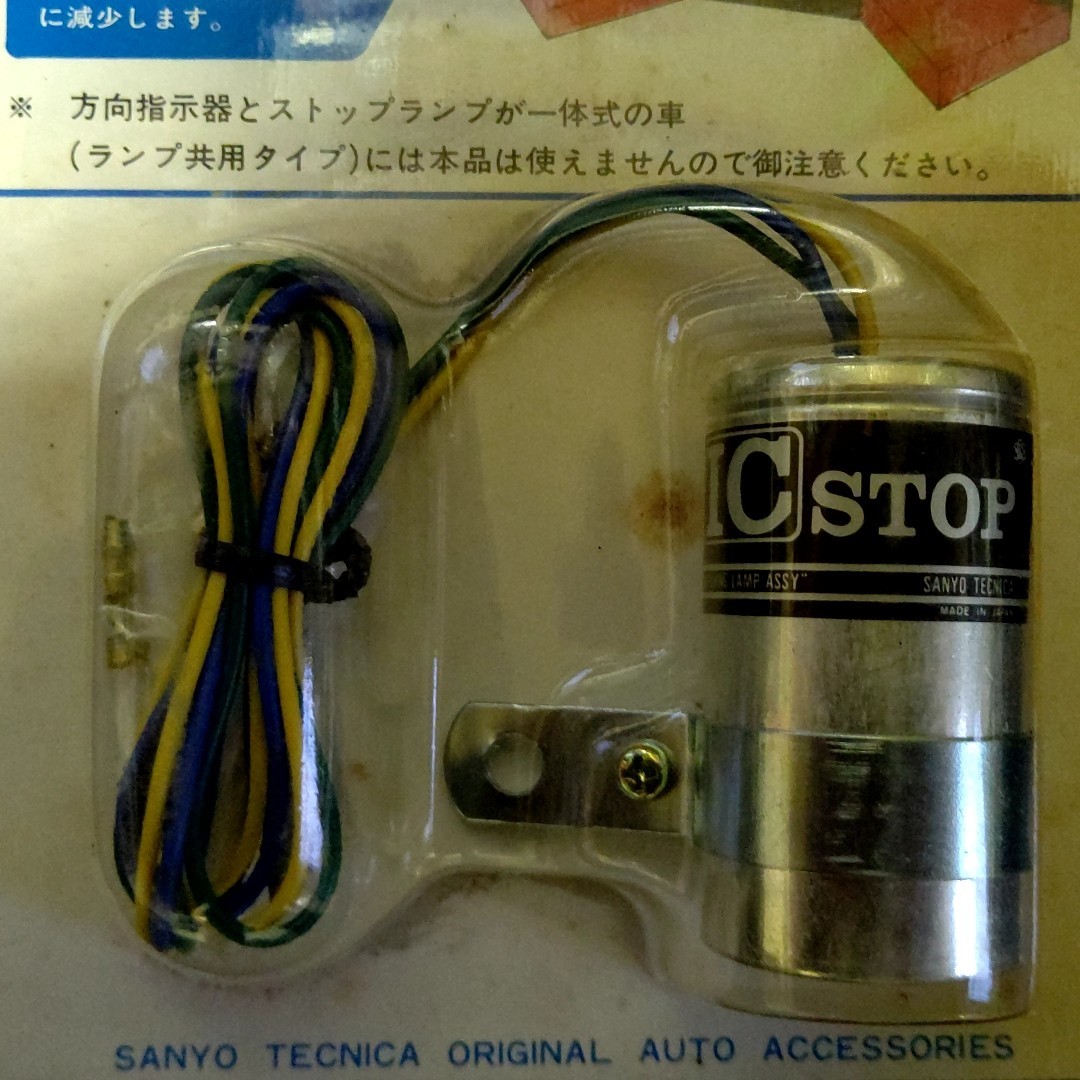 に減少します。
※ 方向指示器とストップランプが一体式の車
(ランプ共用タイプ)には本品は使えませんので御注意ください。
IC STOP
LAMP ASSY" SANYO TECNICA
MADE IN JAPAN
SANYO TECNICA ORIGINAL AUTO ACCESSORIES